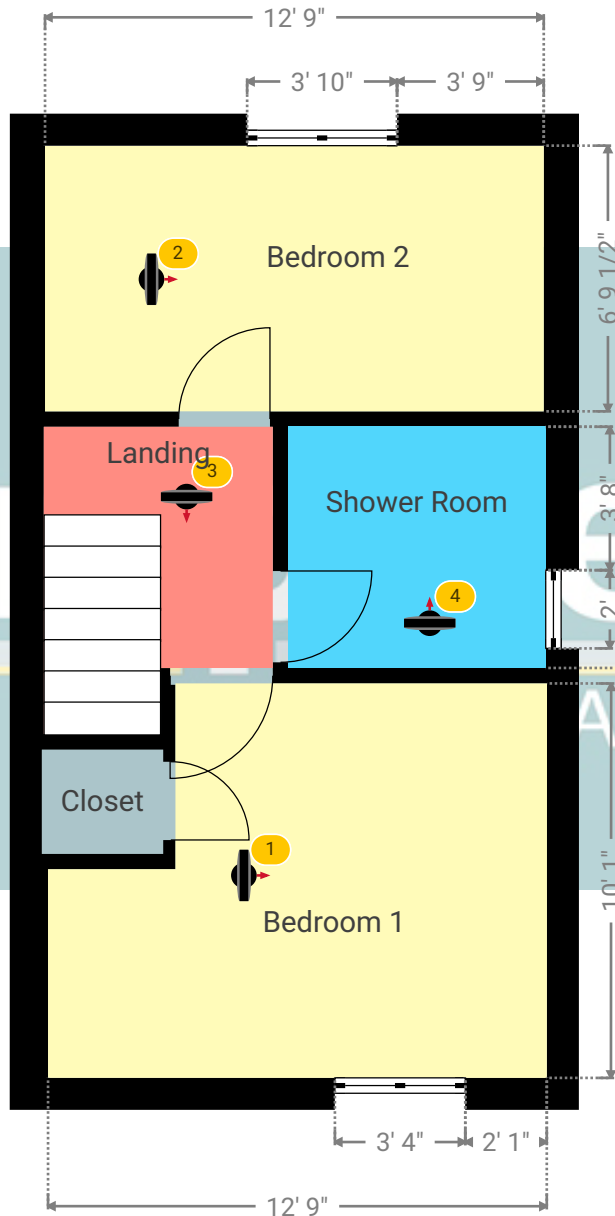 12' 9"
3' 10"
3' 9"
2
Bedroom 2
6' 9 1/2"
Landing
3
Shower Room
3' 8"
4
2'
Closet
1
Bedroom 1
10' 1"
3' 4"
2' 1"
12' 9"